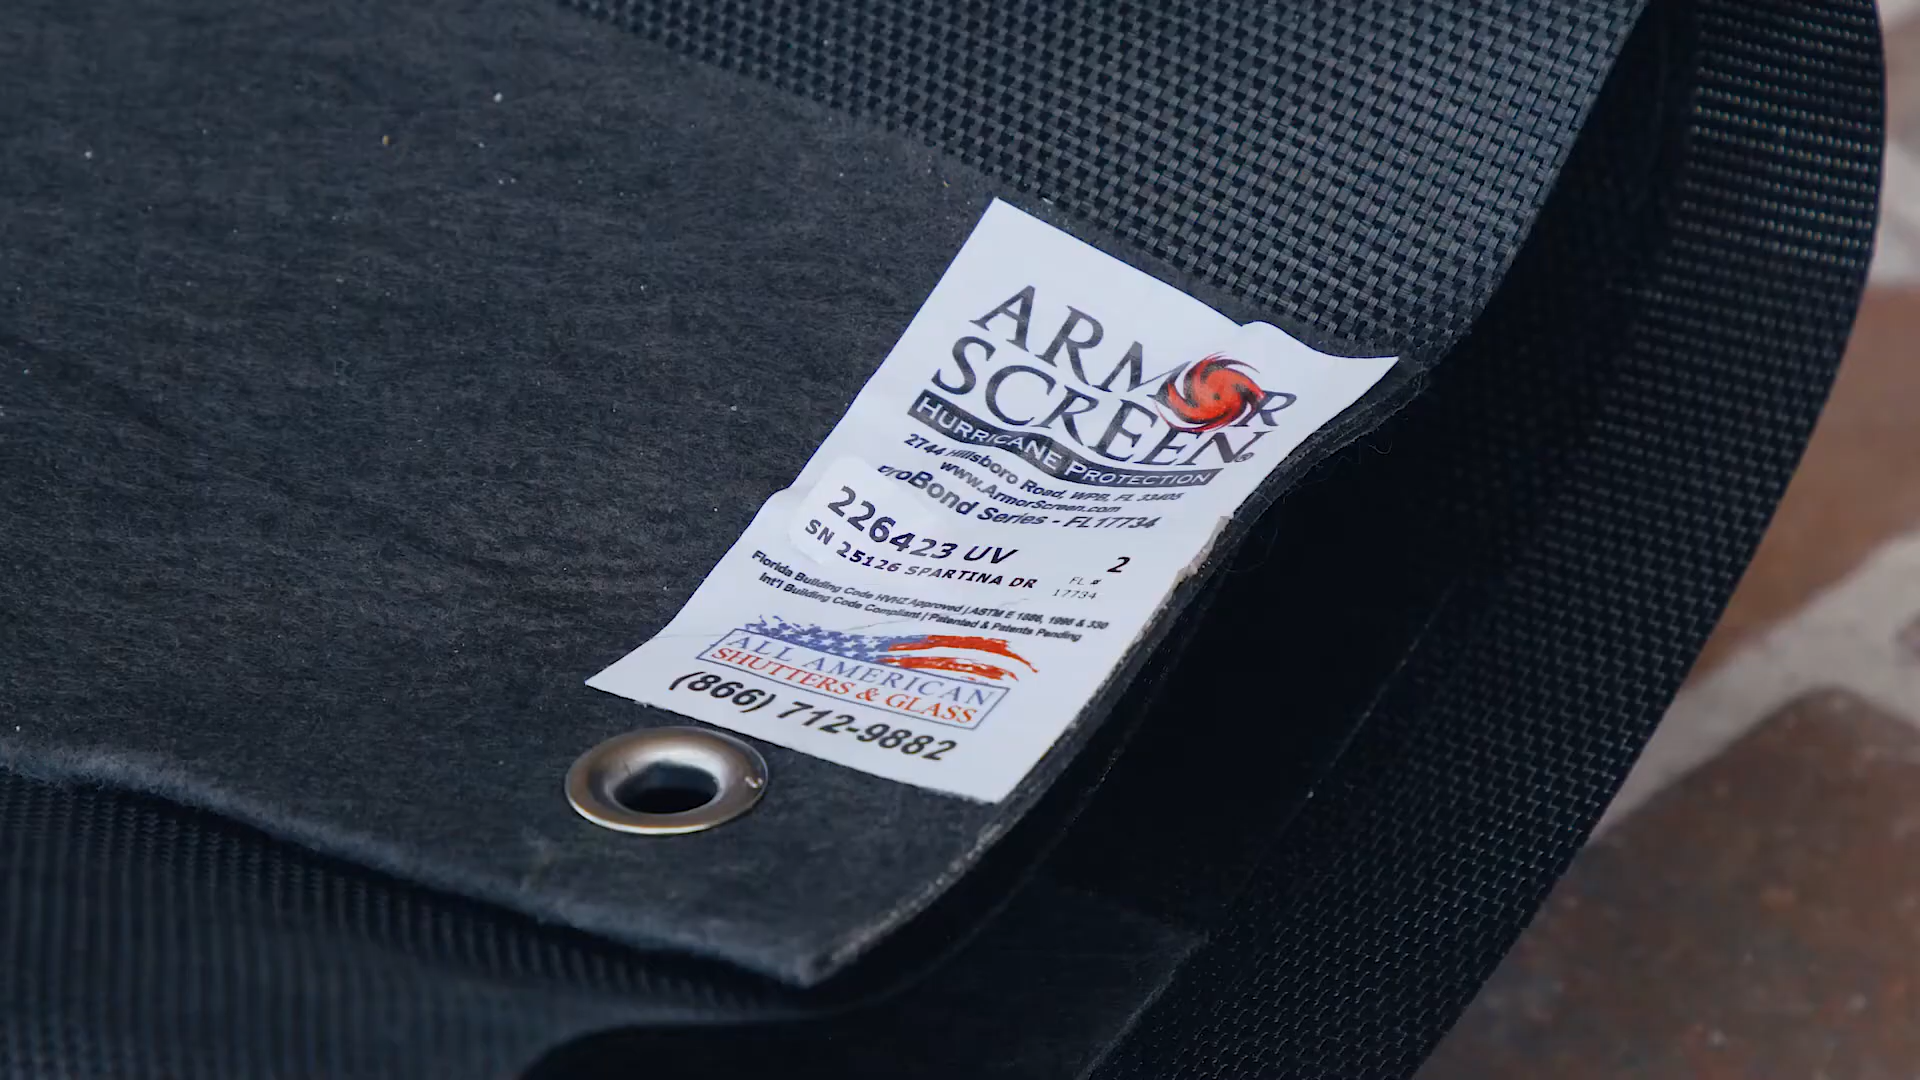 ARMOR
SCREEN®
HURRICANE PROTECTION
2744 Hillsboro Road, WPB, FL 33405
www.ArmorScreen.com
Bond Series - FL17734
226423 UV 2
SN 25126 SPARTINA DR FL #
17734
Florida Building Code HVHZ Approved | ASTM E 1886, 1996 & 330
Int'l Building Code Compliant | Patented & Patents Pending
ALL AMERICAN
SHUTTERS & GLASS
(866) 712-9882